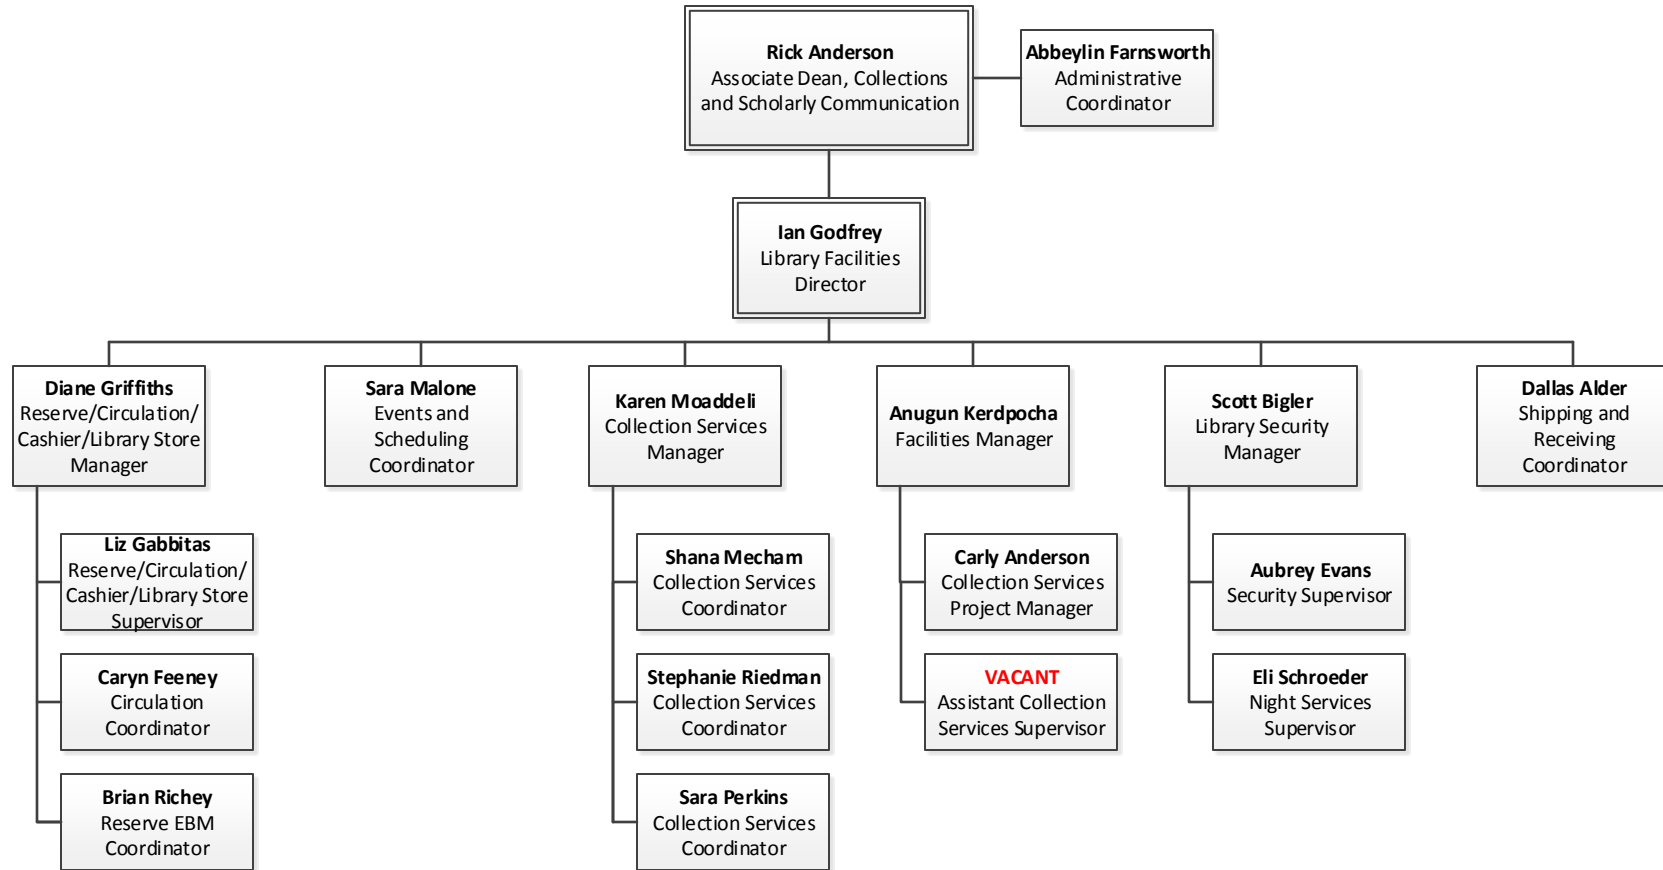 Rick Anderson
Associate Dean, Collections
and Scholarly Communication
Abbeylin Farnsworth
Administrative
Coordinator
Ian Godfrey
Library Facilities
Director
Diane Griffiths
Reserve/Circulation/
Cashier/Library Store
Manager
Sara Malone
Events and
Scheduling
Coordinator
Karen Moaddeli
Collection Services
Manager
Anugun Kerdpocha
Facilities Manager
Scott Bigler
Library Security
Manager
Dallas Alder
Shipping and
Receiving
Coordinator
Liz Gabbitas
Reserve/Circulation/
Cashier/Library Store
Supervisor
Caryn Feeney
Circulation
Coordinator
Brian Richey
Reserve EBM
Coordinator
Shana Mecham
Collection Services
Coordinator
Stephanie Riedman
Collection Services
Coordinator
Sara Perkins
Collection Services
Coordinator
Carly Anderson
Collection Services
Project Manager
VACANT
Assistant Collection
Services Supervisor
Aubrey Evans
Security Supervisor
Eli Schroeder
Night Services
Supervisor